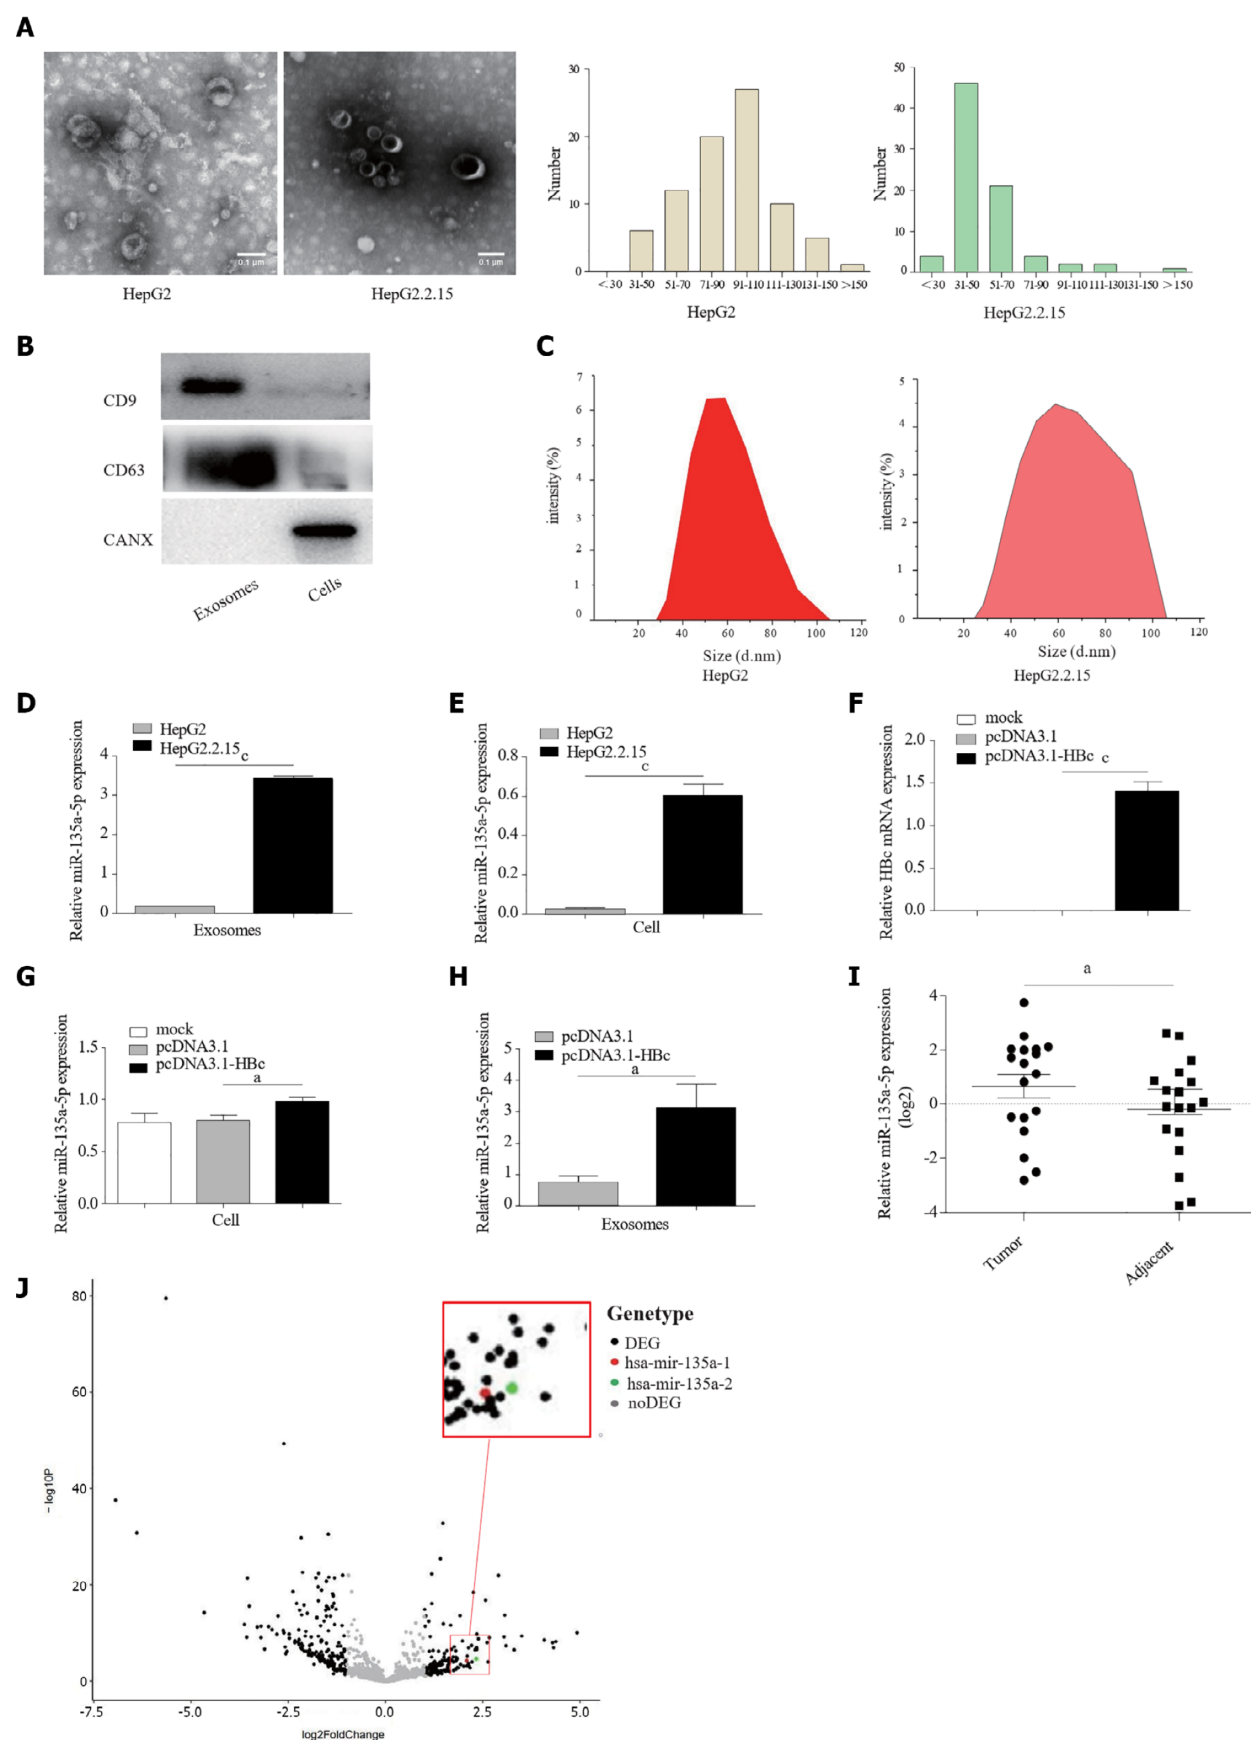 A
0.1 µm
0.1 µm
HepG2
HepG2.2.15
Number
30
20
10
0
<30 31-50 51-70 71-90 91-110 111-130 131-150 >150
HepG2
Number
50
40
30
20
10
0
<30 31-50 51-70 71-90 91-110 111-130 131-150 >150
HepG2.2.15
B
CD9
CD63
CANX
Exosomes
Cells
C
intensity (%)
7
6
5
4
3
2
1
0
20 40 60 80 100 120
Size (d.nm)
HepG2
intensity (%)
5
4
3
2
1
0
20 40 60 80 100 120
Size (d.nm)
HepG2.2.15
D
HepG2
HepG2.2.15
c
Relative miR-135a-5p expression
4
3
2
1
0
Exosomes
E
HepG2
HepG2.2.15
c
Relative miR-135a-5p expression
0.8
0.6
0.4
0.2
0.0
Cell
F
mock
pcDNA3.1
pcDNA3.1-HBc
c
Relative HBc mRNA expression
2.0
1.5
1.0
0.5
0.0
G
mock
pcDNA3.1
pcDNA3.1-HBc
a
Relative miR-135a-5p expression
1.5
1.0
0.5
0.0
Cell
H
pcDNA3.1
pcDNA3.1-HBc
a
Relative miR-135a-5p expression
5
4
3
2
1
0
Exosomes
I
a
Relative miR-135a-5p expression
(log2)
4
2
0
-2
-4
Tumor
Adjacent
J
Genetype
DEG
hsa-mir-135a-1
hsa-mir-135a-2
noDEG
- log10P
80
60
40
20
0
-7.5 -5.0 -2.5 0.0 2.5 5.0
log2FoldChange